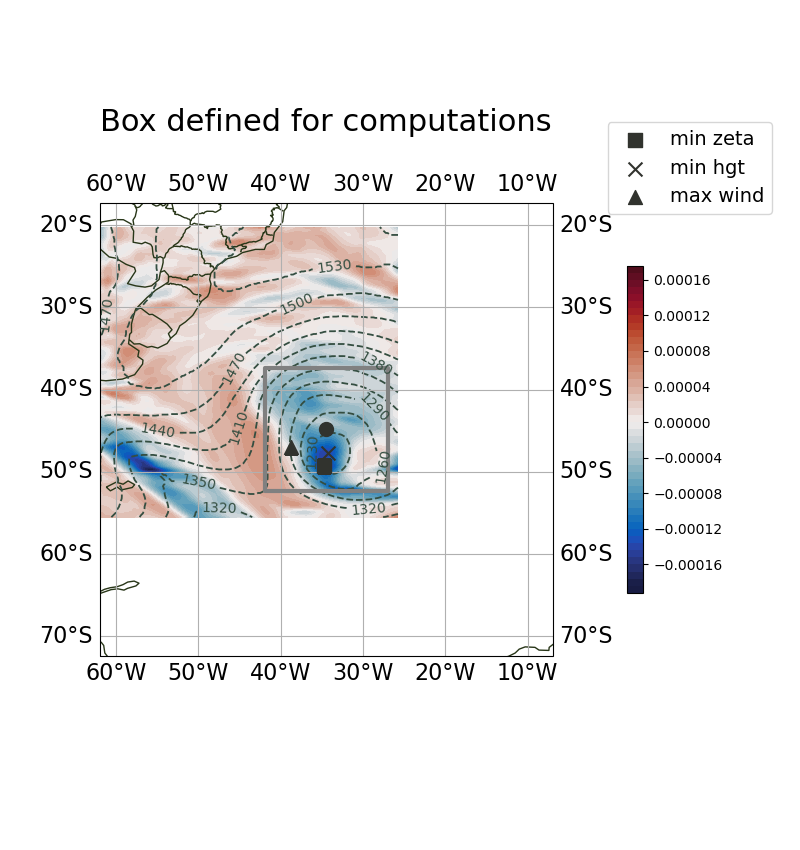 Box defined for computations
min zeta
min hgt
max wind
60°W 50°W 40°W 30°W 20°W 10°W
20°S 20°S
30°S 30°S
40°S 40°S
50°S 50°S
60°S 60°S
70°S 70°S
60°W 50°W 40°W 30°W 20°W 10°W
1530
1500
1470
1470
1380
1290
1440
1410
1230
1260
1350
1320
1320
0.00016
0.00012
0.00008
0.00004
0.00000
−0.00004
−0.00008
−0.00012
−0.00016